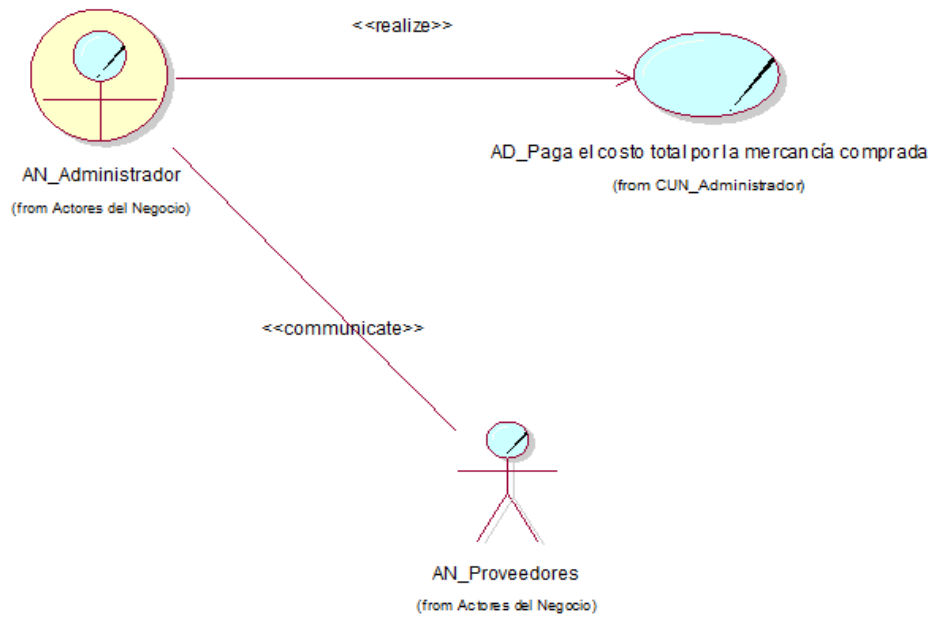 <<realize>>
AN_Administrador
(from Actores del Negocio)
AD_Paga el costo total por la mercancía comprada
(from CUN_Administrador)
<<communicate>>
AN_Proveedores
(from Actores del Negocio)